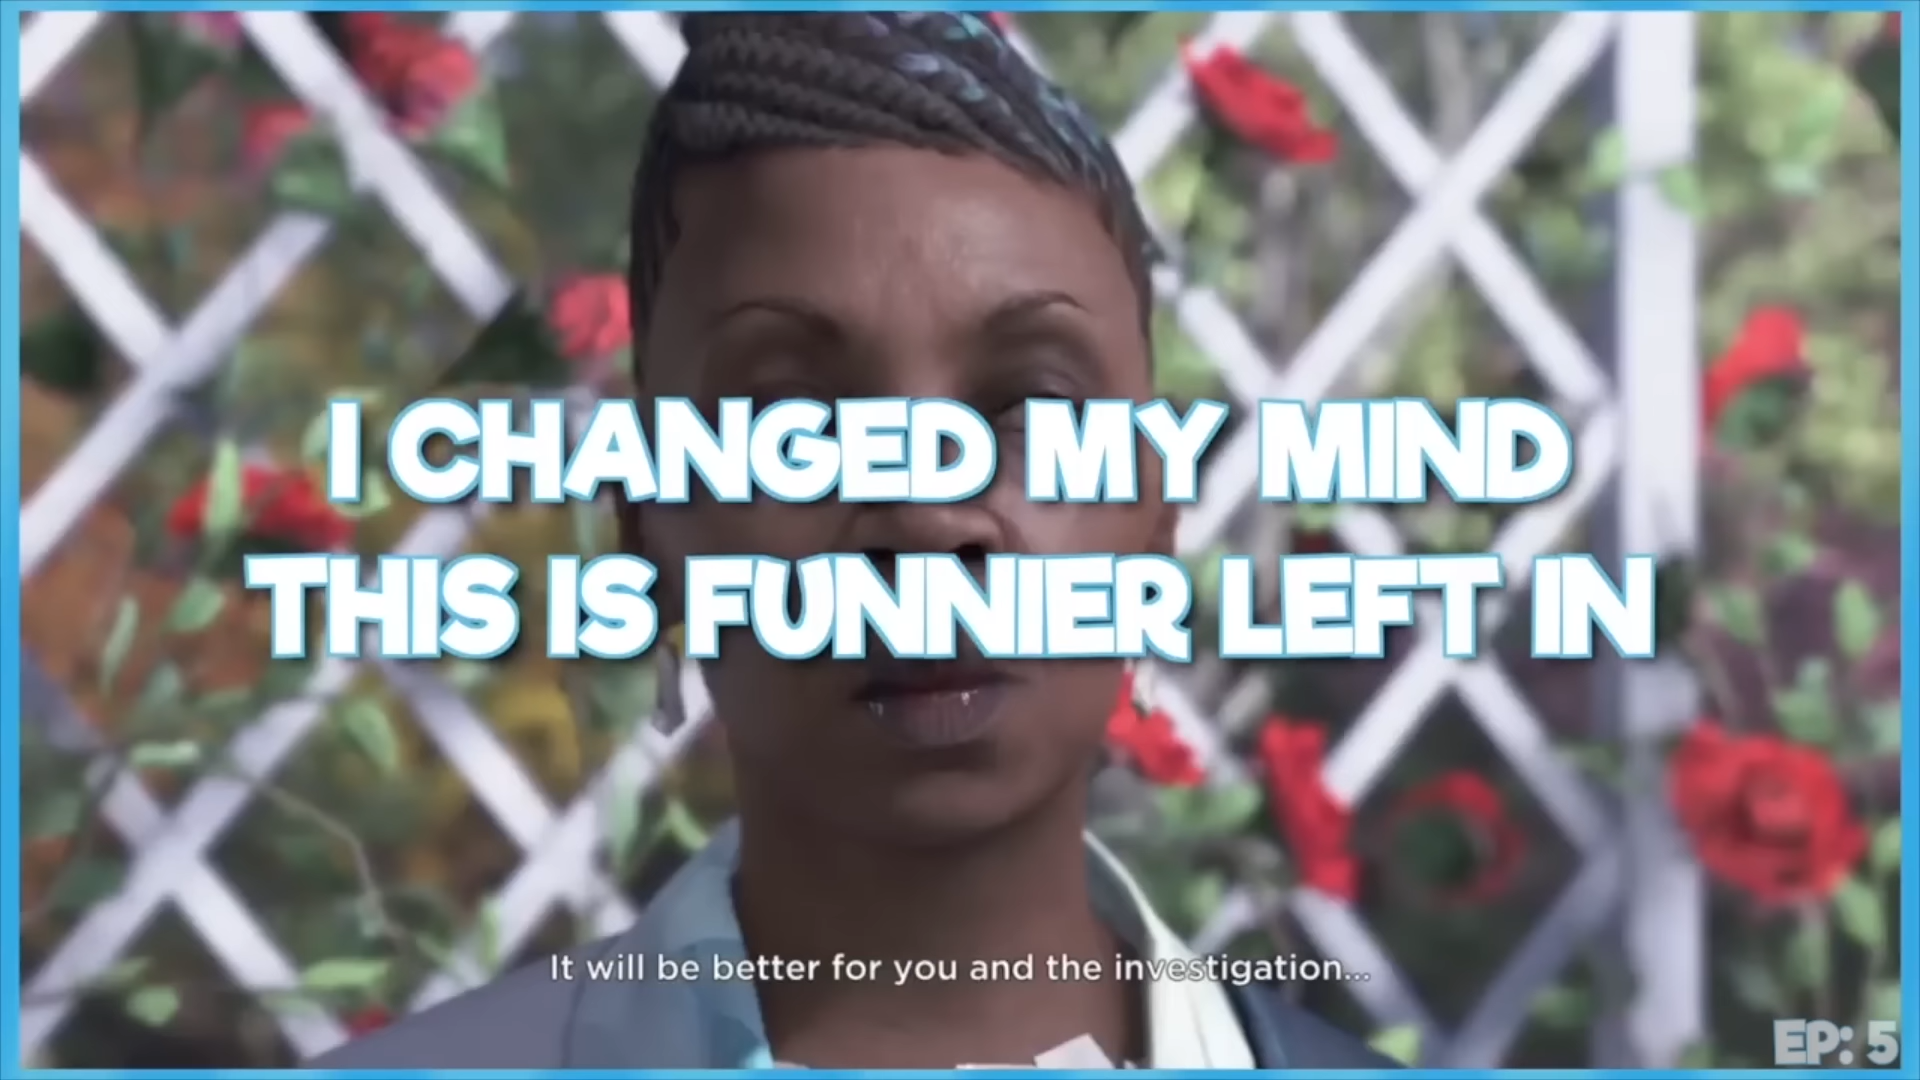 I CHANGED MY MIND
THIS IS FUNNIER LEFT IN
It will be better for you and the investigation...
EP: 5